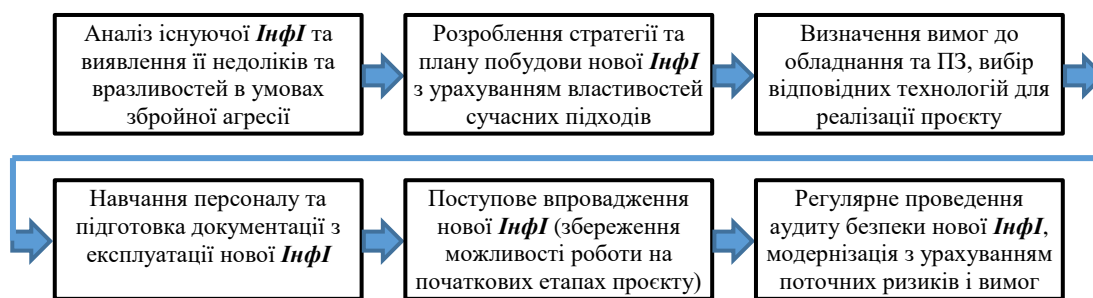 Аналіз існуючої ІнфІ та
виявлення її недоліків та
вразливостей в умовах
збройної агресії
Розроблення стратегії та
плану побудови нової ІнфІ
з урахуванням властивостей
сучасних підходів
Визначення вимог до
обладнання та ПЗ, вибір
відповідних технологій для
реалізації проєкту
Навчання персоналу та
підготовка документації з
експлуатації нової ІнфІ
Поступове впровадження
нової ІнфІ (збереження
можливості роботи на
початкових етапах проєкту)
Регулярне проведення
аудиту безпеки нової ІнфІ,
модернізація з урахуванням
поточних ризиків і вимог